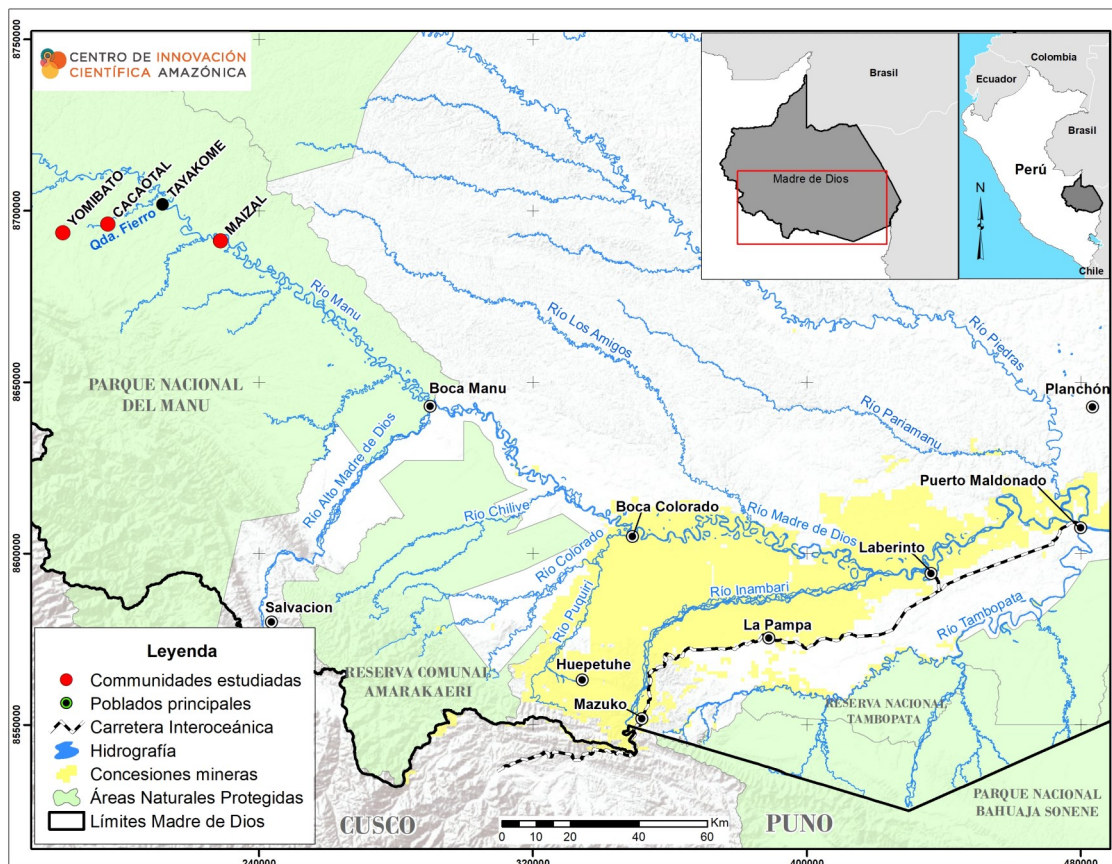 CENTRO DE INNOVACIÓN
CIENTÍFICA AMAZÓNICA
Brasil
Madre de Dios
Colombia
Ecuador
Brasil
Perú
N
Chile
YOMIBATO
CACAOTAL
TAYAKOME
MAIZAL
Qda. Fierro
Río Manu
Río Los Amigos
Río Piedras
PARQUE NACIONAL
DEL MANU
Boca Manu
Planchón
Río Pariamanu
Río Alto Madre de Dios
Puerto Maldonado
Río Chilive
Boca Colorado
Río Madre de Dios
Río Colorado
Laberinto
Río Inambari
Río Puquiri
Salvacion
La Pampa
Río Tambopata
Huepetuhe
RESERVA COMUNAL
AMARAKAERI
Mazuko
RESERVA NACIONAL
TAMBOPATA
PARQUE NACIONAL
BAHUAJA SONENE
CUSCO
PUNO
Leyenda
Communidades estudiadas
Poblados principales
Carretera Interoceánica
Hidrografía
Concesiones mineras
Áreas Naturales Protegidas
Límites Madre de Dios
Km
0 5 10 20 40 60
8750000
8700000
8650000
8600000
8550000
240000 320000 400000 480000